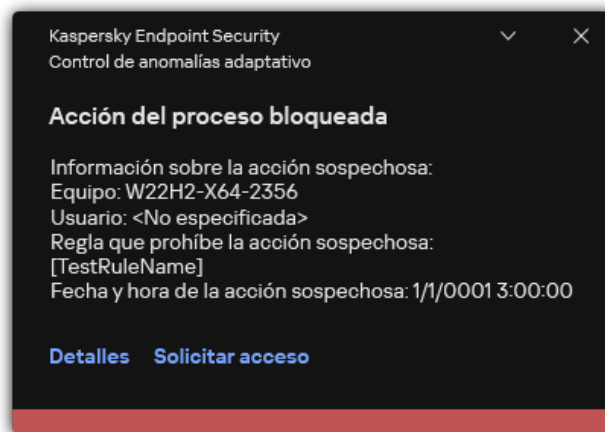 Kaspersky Endpoint Security
Control de anomalías adaptativo
Acción del proceso bloqueada
Información sobre la acción sospechosa:
Equipo: W22H2-X64-2356
Usuario: <No especificada>
Regla que prohíbe la acción sospechosa:
[TestRuleName]
Fecha y hora de la acción sospechosa: 1/1/0001 3:00:00
Detalles Solicitar acceso